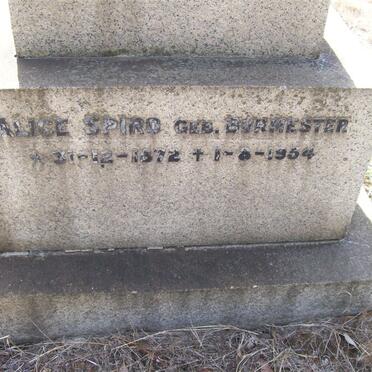 ALICE SPIRO GEB. BURMESTER
* 31-12-1872 † 1-8-1954